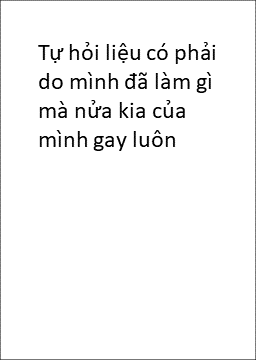 Tự hỏi liệu có phải
do mình đã làm gì
mà nửa kia của
mình gay luôn